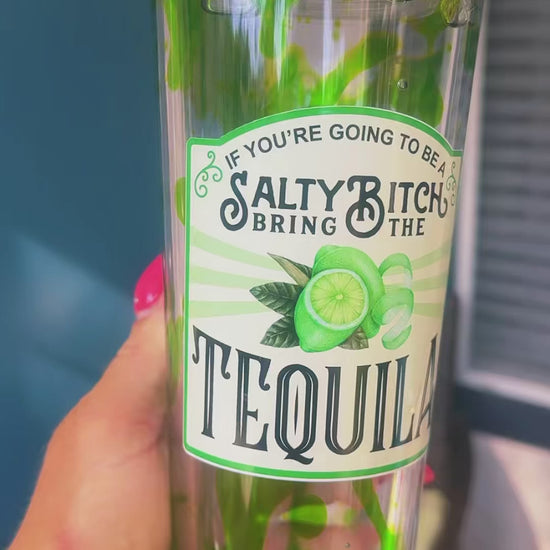 IF YOU'RE GOING TO BE A
SALTY BITCH
BRING THE
TEQUILA